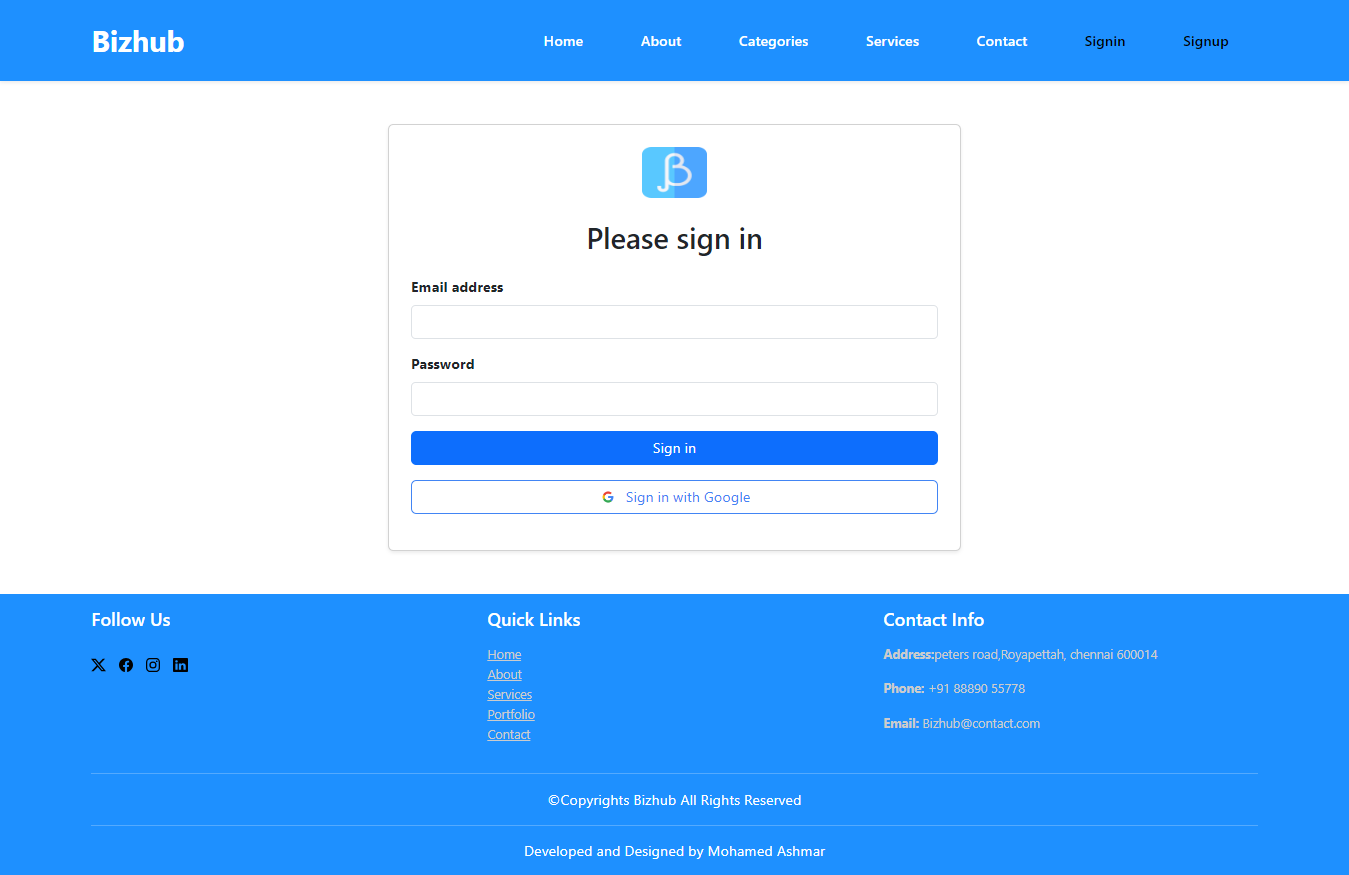 Bizhub
Home About Categories Services Contact Signin Signup
Please sign in
Email address
Password
Sign in
Sign in with Google
Follow Us
Quick Links
Home
About
Services
Portfolio
Contact
Contact Info
Address:peters road,Royapettah, chennai 600014
Phone: +91 88890 55778
Email: Bizhub@contact.com
©Copyrights Bizhub All Rights Reserved
Developed and Designed by Mohamed Ashmar